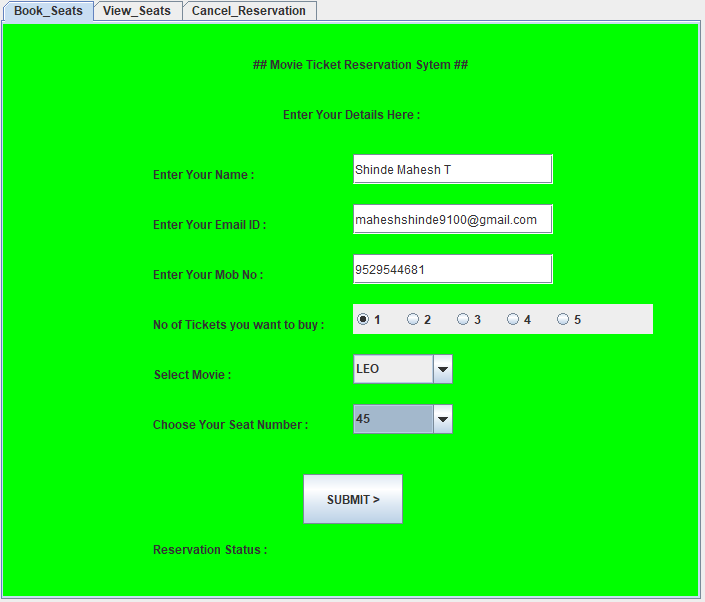 Book_Seats View_Seats Cancel_Reservation
## Movie Ticket Reservation Sytem ##
Enter Your Details Here :
Enter Your Name : Shinde Mahesh T
Enter Your Email ID : maheshshinde9100@gmail.com
Enter Your Mob No : 9529544681
No of Tickets you want to buy : 1 2 3 4 5
Select Movie : LEO
Choose Your Seat Number : 45
SUBMIT >
Reservation Status :